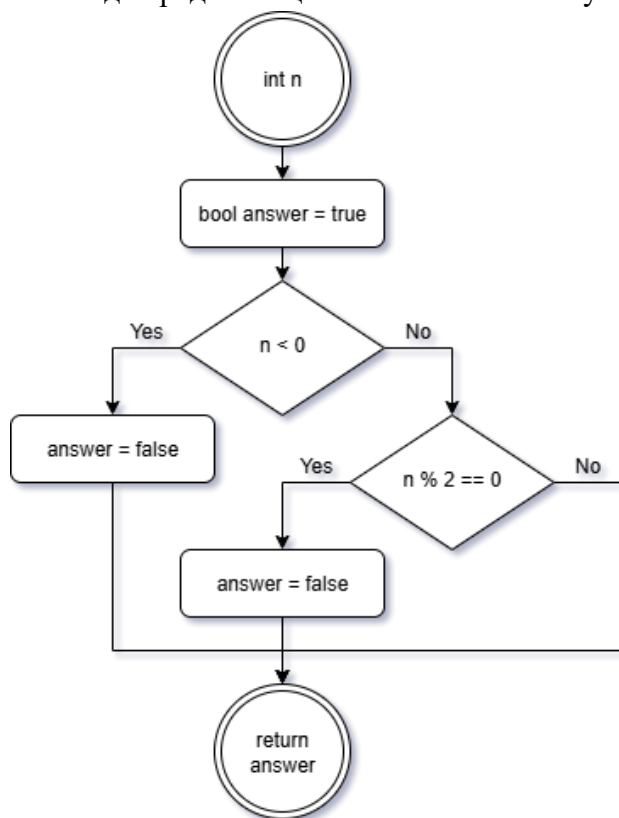 int n
bool answer = true
Yes
n < 0
No
answer = false
Yes
n % 2 == 0
No
answer = false
return
answer